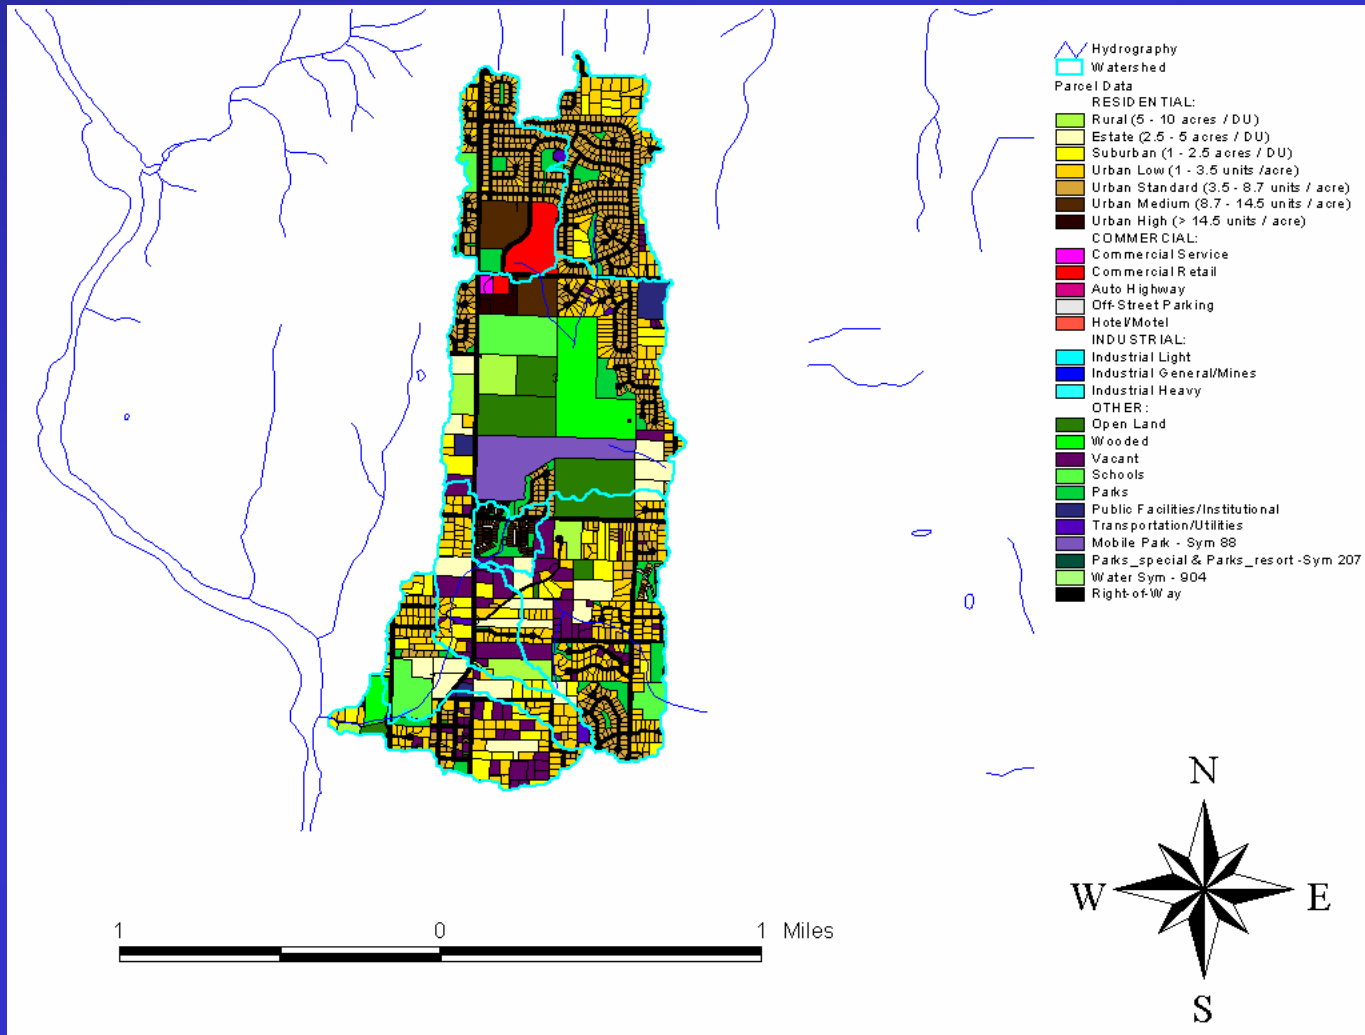 Hydrography
Watershed
Parcel Data
RESIDENTIAL:
Rural (5 - 10 acres / DU)
Estate (2.5 - 5 acres / DU)
Suburban (1 - 2.5 acres / DU)
Urban Low (1 - 3.5 units /acre)
Urban Standard (3.5 - 8.7 units / acre)
Urban Medium (8.7 - 14.5 units / acre)
Urban High (> 14.5 units / acre)
COMMERCIAL:
Commercial Service
Commercial Retail
Auto Highway
Off-Street Parking
Hotel/Motel
INDUSTRIAL:
Industrial Light
Industrial General/Mines
Industrial Heavy
OTHER:
Open Land
Wooded
Vacant
Schools
Parks
Public Facilities/Institutional
Transportation/Utilities
Mobile Park - Sym 88
Parks_special & Parks_resort -Sym 207
Water Sym - 904
Right-of-Way
N
W E
S
1 0 1 Miles